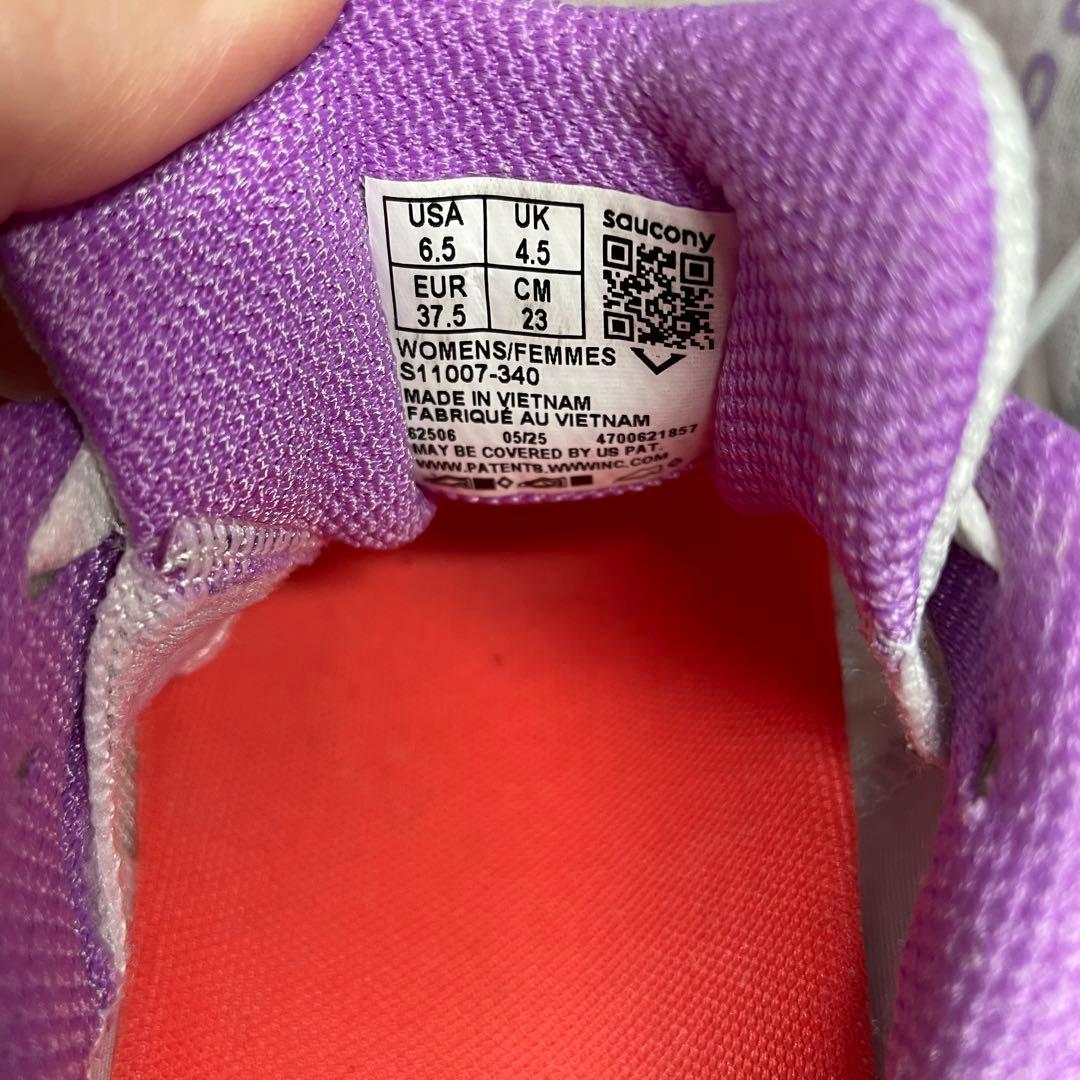 USA UK
6.5 4.5
EUR CM
37.5 23
saucony
WOMENS/FEMMES
S11007-340
MADE IN VIETNAM
FABRIQUÉ AU VIETNAM
62506 05/25 4700621857
MAY BE COVERED BY US PAT.
WWW.PATENTS.WWWINC.COM